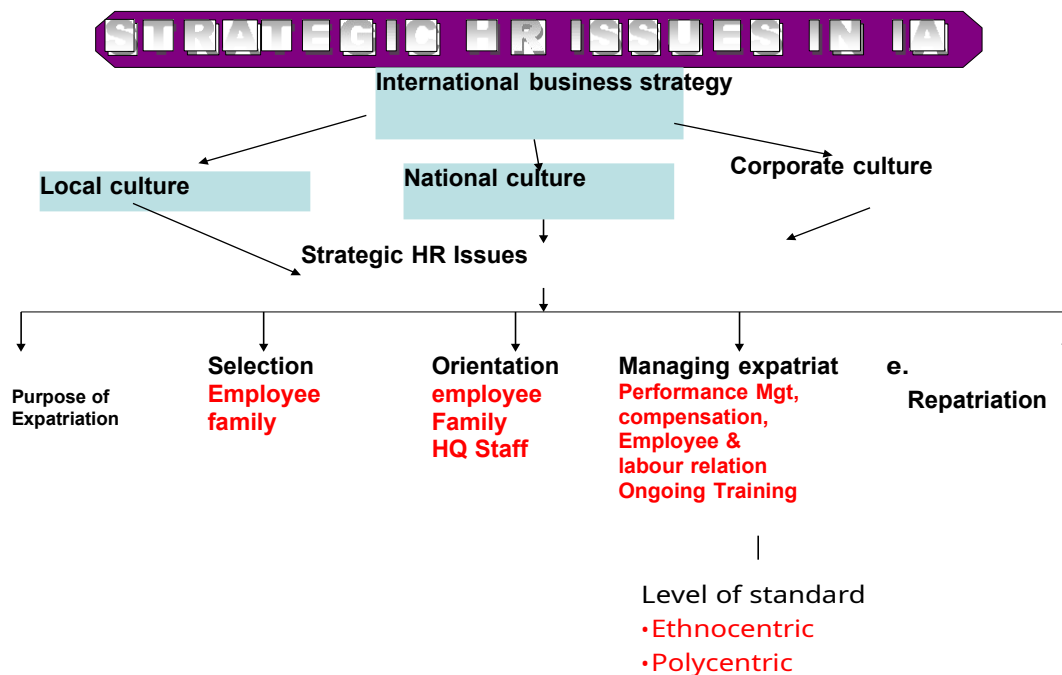 STRATEGIC HR ISSUES IN IA
International business strategy
Local culture
National culture
Corporate culture
Strategic HR Issues
Purpose of
Expatriation
Selection
Employee
family
Orientation
employee
Family
HQ Staff
Managing expatriat
Performance Mgt,
compensation,
Employee &
labour relation
Ongoing Training
e.
Repatriation
Level of standard
•Ethnocentric
•Polycentric